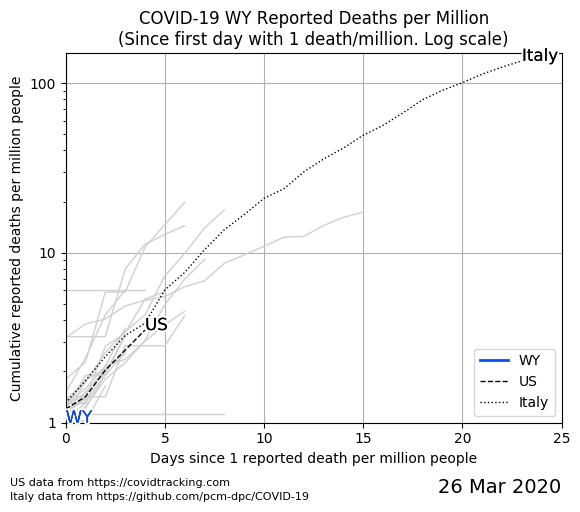 COVID-19 WY Reported Deaths per Million
(Since first day with 1 death/million. Log scale)
Cumulative reported deaths per million people
100
10
1
Italy
US
WY
WY
US
Italy
0 5 10 15 20 25
Days since 1 reported death per million people
US data from https://covidtracking.com
Italy data from https://github.com/pcm-dpc/COVID-19
26 Mar 2020